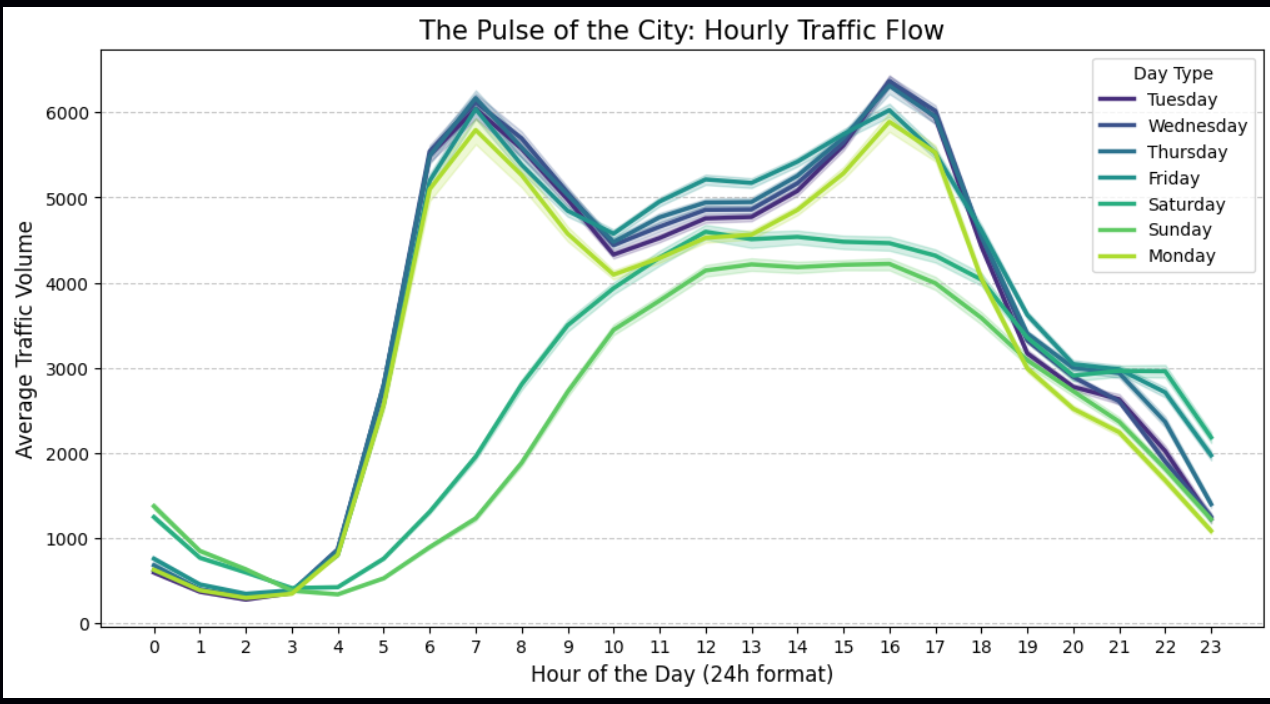 The Pulse of the City: Hourly Traffic Flow
Average Traffic Volume
6000
5000
4000
3000
2000
1000
0
Day Type
Tuesday
Wednesday
Thursday
Friday
Saturday
Sunday
Monday
0 1 2 3 4 5 6 7 8 9 10 11 12 13 14 15 16 17 18 19 20 21 22 23
Hour of the Day (24h format)